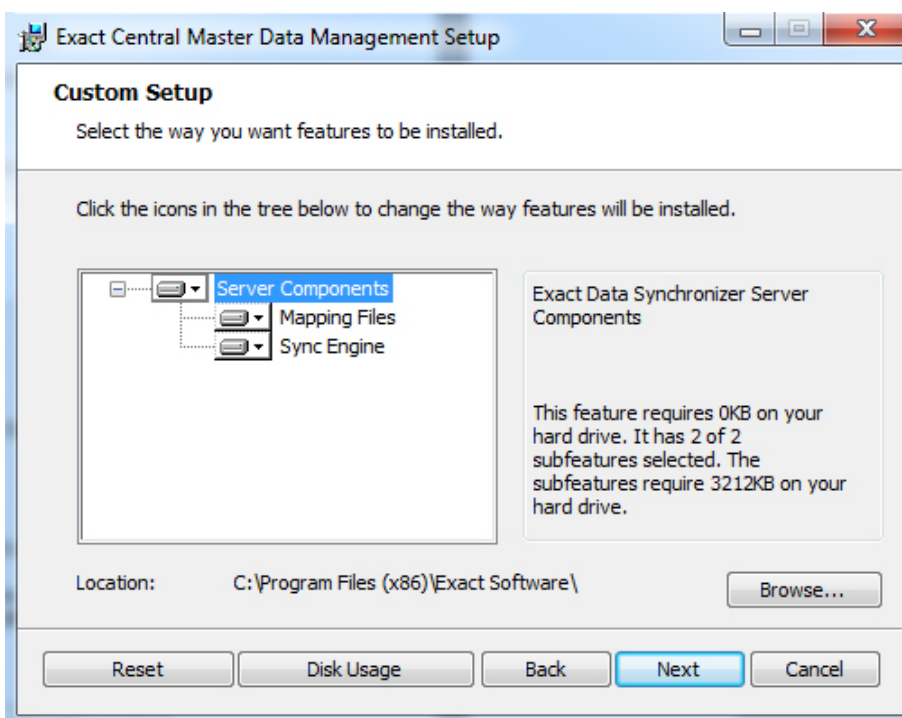 Exact Central Master Data Management Setup
Custom Setup
Select the way you want features to be installed.
Click the icons in the tree below to change the way features will be installed.
Server Components
Mapping Files
Sync Engine
Exact Data Synchronizer Server
Components
This feature requires 0KB on your
hard drive. It has 2 of 2
subfeatures selected. The
subfeatures require 3212KB on your
hard drive.
Location: C:\Program Files (x86)\Exact Software\
Browse...
Reset Disk Usage Back Next Cancel